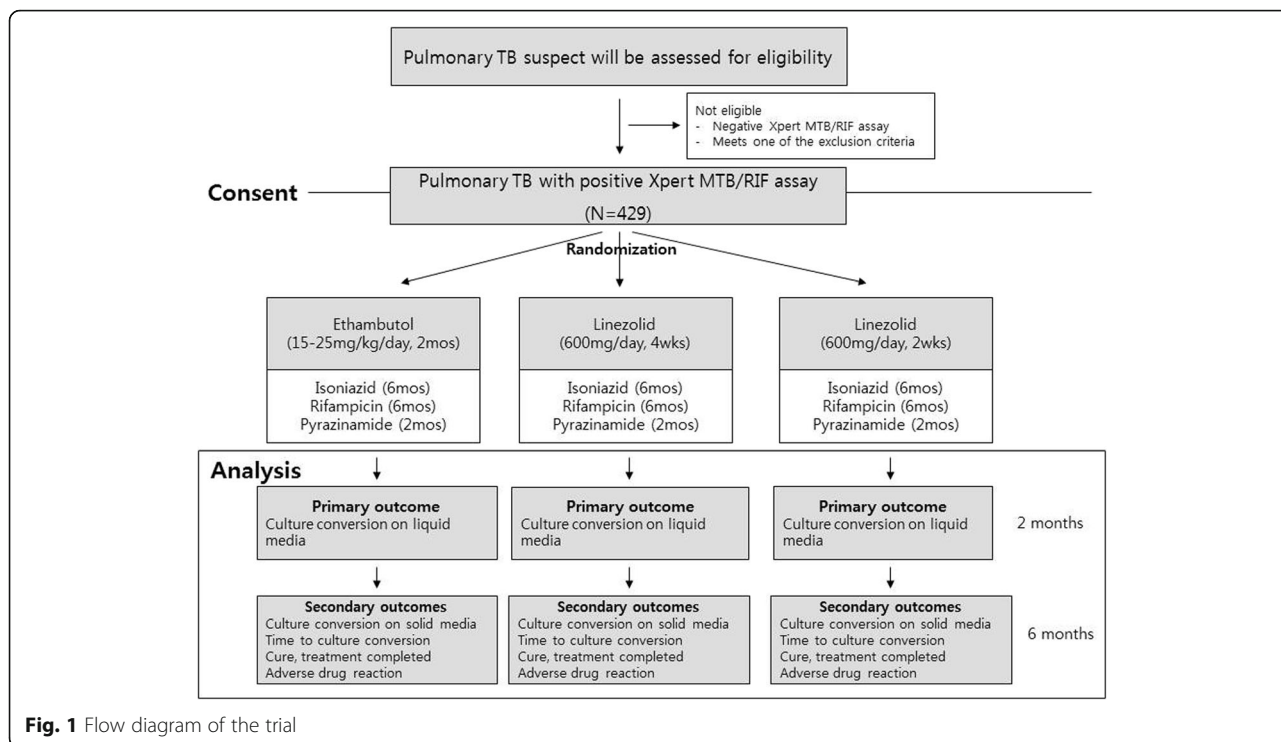 Pulmonary TB suspect will be assessed for eligibility
Not eligible
- Negative Xpert MTB/RIF assay
- Meets one of the exclusion criteria
Consent
Pulmonary TB with positive Xpert MTB/RIF assay
(N=429)
Randomization
Ethambutol
(15-25mg/kg/day, 2mos)
Isoniazid (6mos)
Rifampicin (6mos)
Pyrazinamide (2mos)
Linezolid
(600mg/day, 4wks)
Isoniazid (6mos)
Rifampicin (6mos)
Pyrazinamide (2mos)
Linezolid
(600mg/day, 2wks)
Isoniazid (6mos)
Rifampicin (6mos)
Pyrazinamide (2mos)
Analysis
Primary outcome
Culture conversion on liquid
media
Primary outcome
Culture conversion on liquid
media
Primary outcome
Culture conversion on liquid
media
2 months
Secondary outcomes
Culture conversion on solid media
Time to culture conversion
Cure, treatment completed
Adverse drug reaction
Secondary outcomes
Culture conversion on solid media
Time to culture conversion
Cure, treatment completed
Adverse drug reaction
Secondary outcomes
Culture conversion on solid media
Time to culture conversion
Cure, treatment completed
Adverse drug reaction
6 months
Fig. 1 Flow diagram of the trial